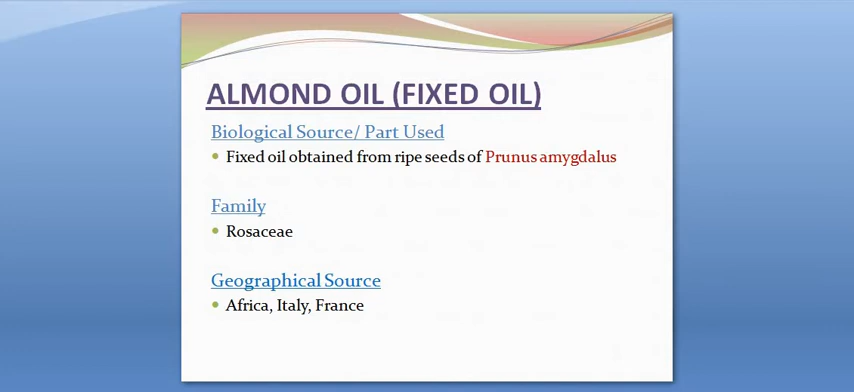 ALMOND OIL (FIXED OIL)
Biological Source/ Part Used
• Fixed oil obtained from ripe seeds of Prunus amygdalus
Family
• Rosaceae
Geographical Source
• Africa, Italy, France